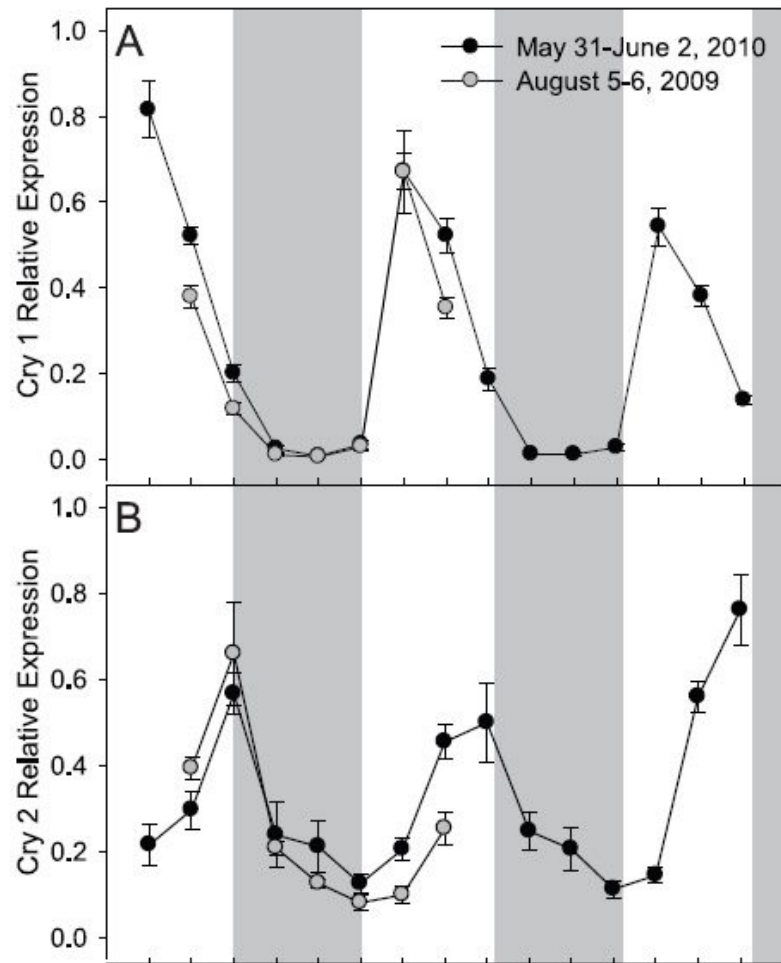 A
May 31-June 2, 2010
August 5-6, 2009
Cry 1 Relative Expression
1.0
0.8
0.6
0.4
0.2
0.0
B
Cry 2 Relative Expression
1.0
0.8
0.6
0.4
0.2
0.0